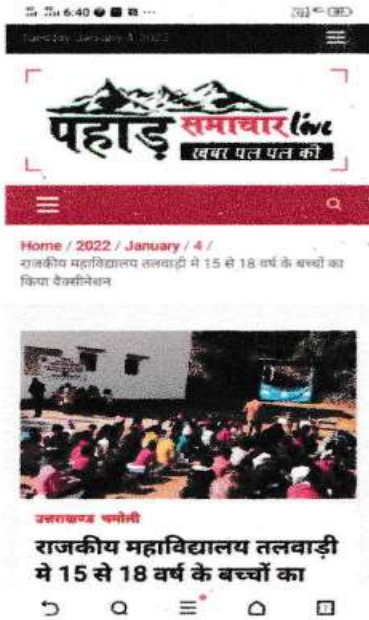 6:40
Tuesday January 4 2022
पहाड़ समाचार live
खबर पल पल की
Home / 2022 / January / 4 /
राजकीय महाविद्यालय तलवाड़ी मे 15 से 18 वर्ष के बच्चों का
किया वैक्सीनेशन
उत्तराखण्ड चमोली
राजकीय महाविद्यालय तलवाड़ी
मे 15 से 18 वर्ष के बच्चों का